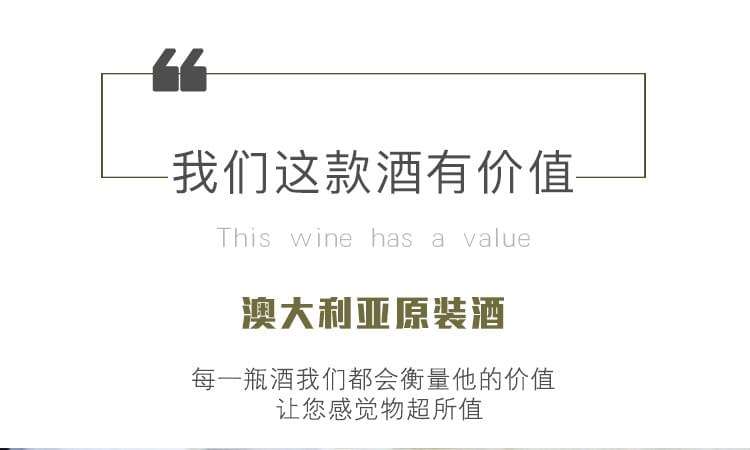 我们这款酒有价值
This wine has a value
澳大利亚原装酒
每一瓶酒我们都会衡量他的价值
让您感觉物超所值